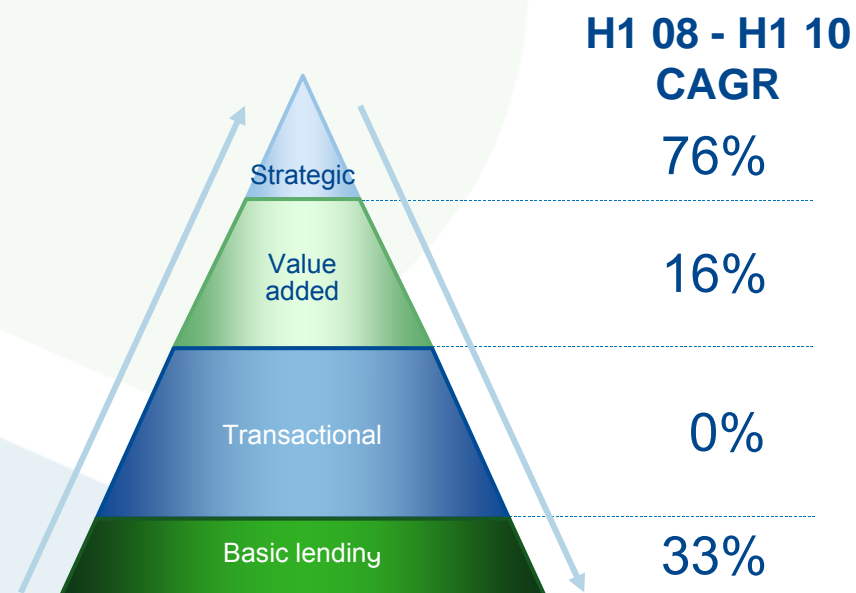 H1 08 - H1 10
CAGR
Strategic
76%
Value
added
16%
Transactional
0%
Basic lending
33%